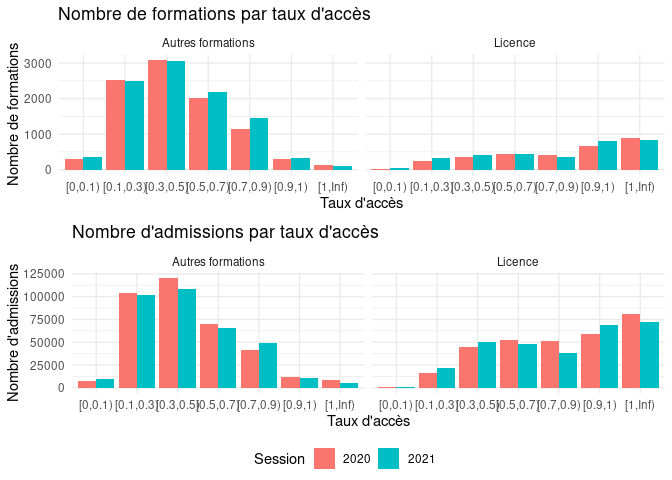 Nombre de formations par taux d'accès
Autres formations
Licence
Nombre de formations
3000
2000
1000
0
[0,0.1) [0.1,0.3) [0.3,0.5) [0.5,0.7) [0.7,0.9) [0.9,1) [1,Inf)
[0,0.1) [0.1,0.3) [0.3,0.5) [0.5,0.7) [0.7,0.9) [0.9,1) [1,Inf)
Taux d'accès
Nombre d'admissions par taux d'accès
Autres formations
Licence
Nombre d'admissions
125000
100000
75000
50000
25000
0
[0,0.1) [0.1,0.3) [0.3,0.5) [0.5,0.7) [0.7,0.9) [0.9,1) [1,Inf)
[0,0.1) [0.1,0.3) [0.3,0.5) [0.5,0.7) [0.7,0.9) [0.9,1) [1,Inf)
Taux d'accès
Session 2020 2021